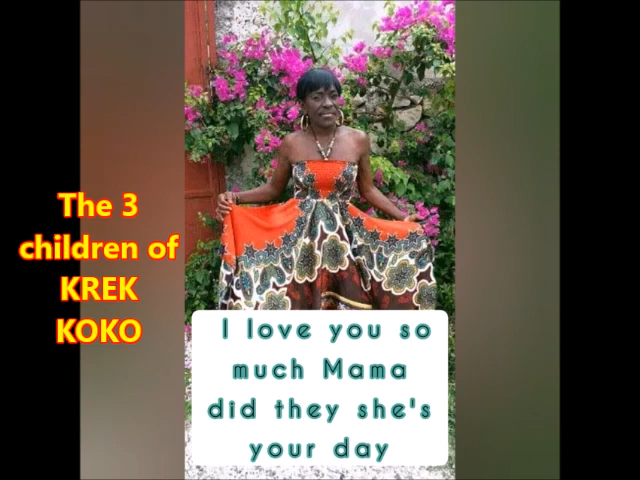 The 3
children of
KREK
KOKO
I love you so
much Mama
did they she's
your day